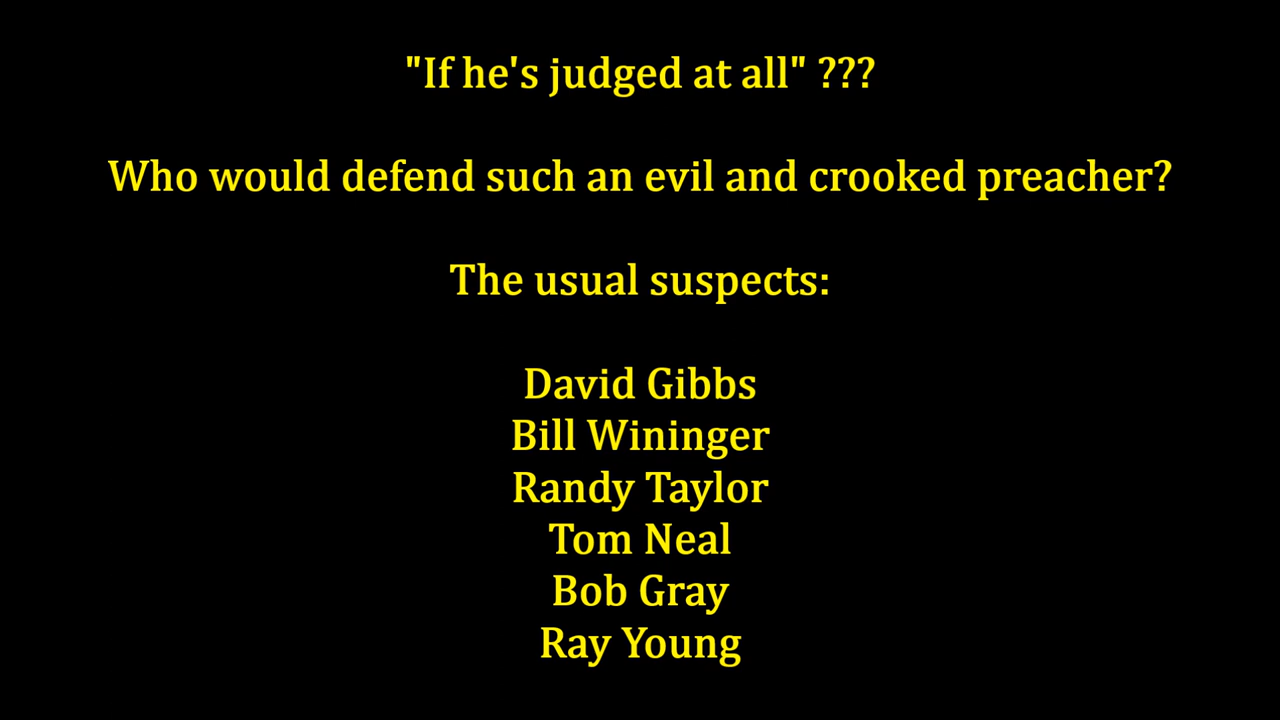 "If he's judged at all" ???
Who would defend such an evil and crooked preacher?
The usual suspects:
David Gibbs
Bill Wininger
Randy Taylor
Tom Neal
Bob Gray
Ray Young